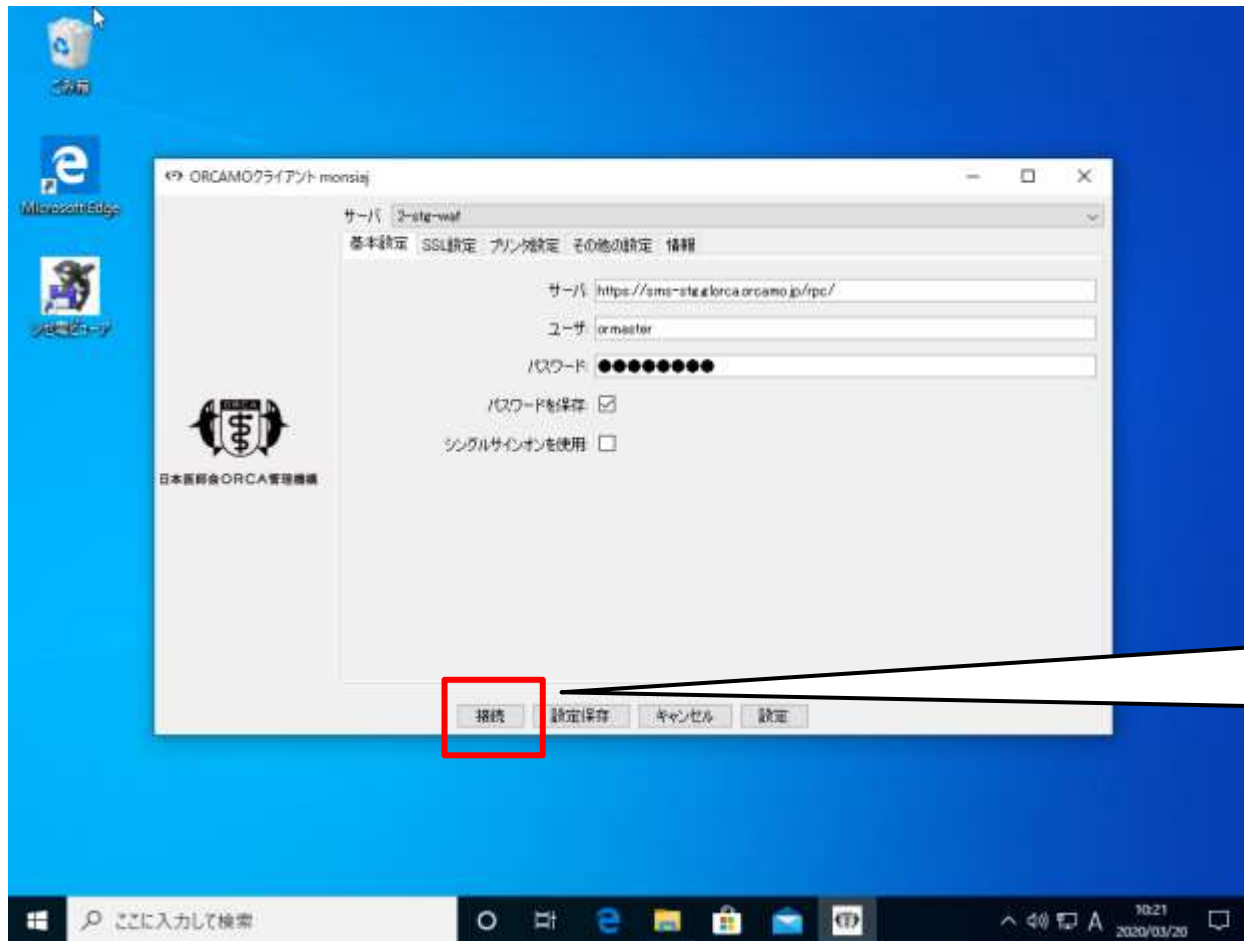 ごみ箱
Microsoft Edge
ORCAMOクライアント monsiaj
サーバ 2-stg-waf
基本設定 SSL設定 プリンタ設定 その他の設定 情報
サーバ https://sms-stg.glorca.orcamo.jp/rpc/
ユーザ ormaster
パスワード ●●●●●●●●
パスワードを保存
シングルサインオンを使用
ORCA
日本医師会ORCA管理機構
接続 設定保存 キャンセル 設定
ここに入力して検索
A
10:21
2020/03/20